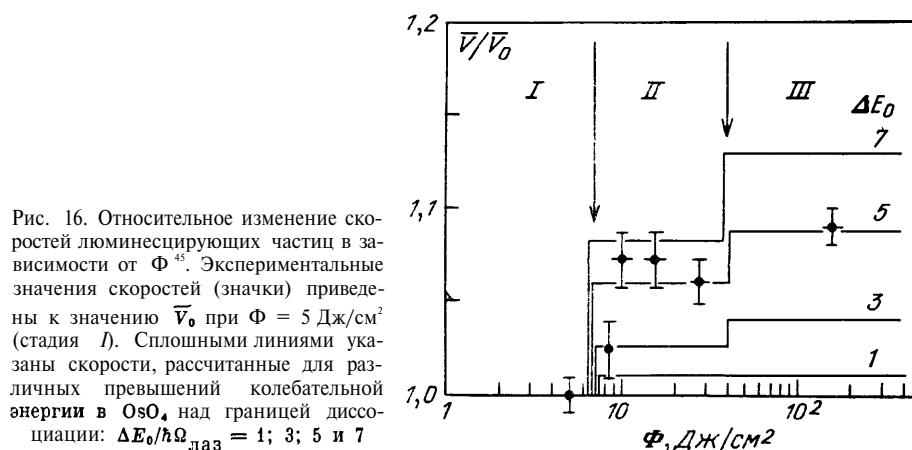 1,2
V̅/V̅₀
I
II
III
ΔE₀
7
1,1
5
3
1
1,0
1
10
10²
Ф, Дж/см²
Рис. 16. Относительное изменение ско-
ростей люминесцирующих частиц в за-
висимости от Ф ⁴⁵. Экспериментальные
значения скоростей (значки) приведе-
ны к значению V̅₀ при Ф = 5 Дж/см²
(стадия I). Сплошными линиями ука-
заны скорости, рассчитанные для раз-
личных превышений колебательной
энергии в OsO₄ над границей диссо-
циации: ΔE₀/ħΩлаз = 1; 3; 5 и 7